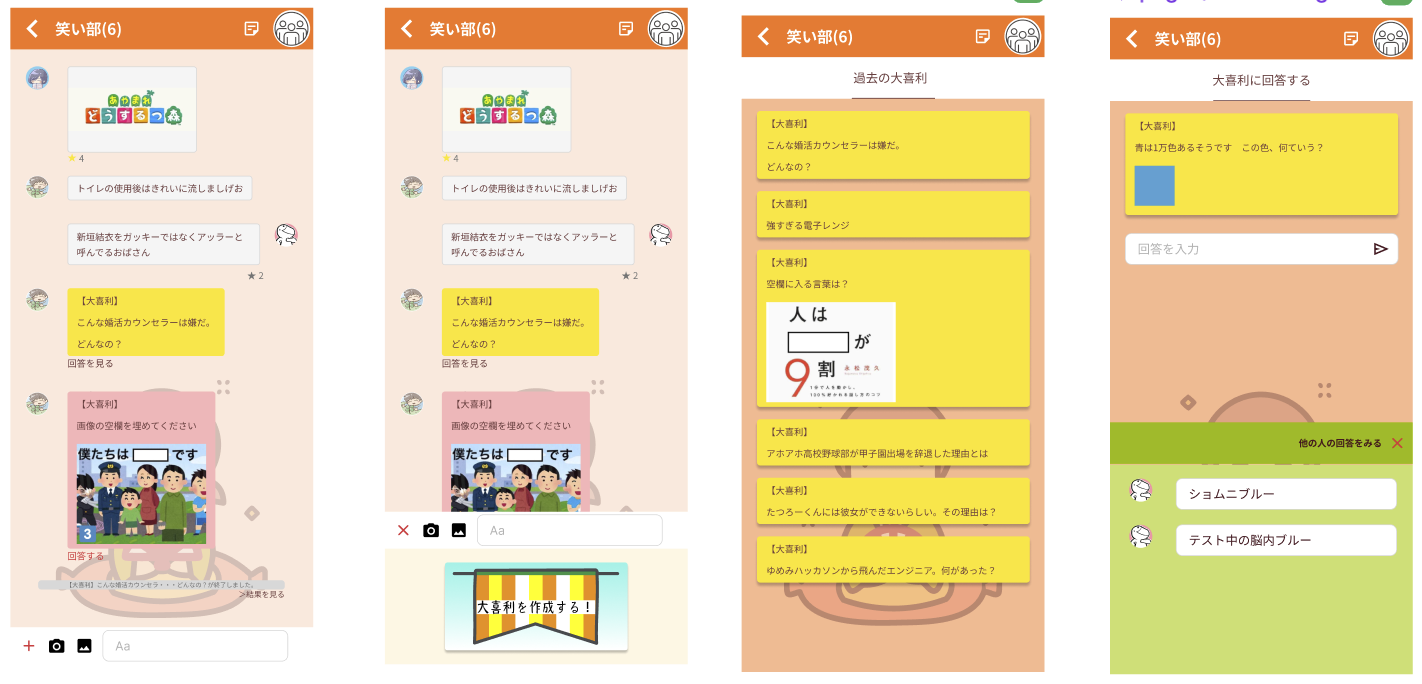 笑い部(6)
あつまれ
どうするつ森
★ 4
トイレの使用後はきれいに流しましげお
新垣結衣をガッキーではなくアッラーと
呼んでるおばさん
★ 2
【大喜利】
こんな婚活カウンセラーは嫌だ。
どんなの？
回答を見る
【大喜利】
画像の空欄を埋めてください
僕たちは です
3
回答する
【大喜利】こんな婚活カウンセラ・・・どんなの？が終了しました。
＞結果を見る
Aa
笑い部(6)
あつまれ
どうするつ森
★ 4
トイレの使用後はきれいに流しましげお
新垣結衣をガッキーではなくアッラーと
呼んでるおばさん
★ 2
【大喜利】
こんな婚活カウンセラーは嫌だ。
どんなの？
回答を見る
【大喜利】
画像の空欄を埋めてください
僕たちは です
Aa
大喜利を作成する！
笑い部(6)
過去の大喜利
【大喜利】
こんな婚活カウンセラーは嫌だ。
どんなの？
【大喜利】
強すぎる電子レンジ
【大喜利】
空欄に入る言葉は？
人は
が
9割
永松茂久
1分で人を動かし、
100%好かれる話し方のコツ
【大喜利】
アホアホ高校野球部が甲子園出場を辞退した理由とは
【大喜利】
たつろーくんには彼女ができないらしい。その理由は？
【大喜利】
ゆめみハッカソンから飛んだエンジニア。何があった？
笑い部(6)
大喜利に回答する
【大喜利】
青は1万色あるそうです　この色、何ていう？
回答を入力
他の人の回答をみる
ショムニブルー
テスト中の脳内ブルー